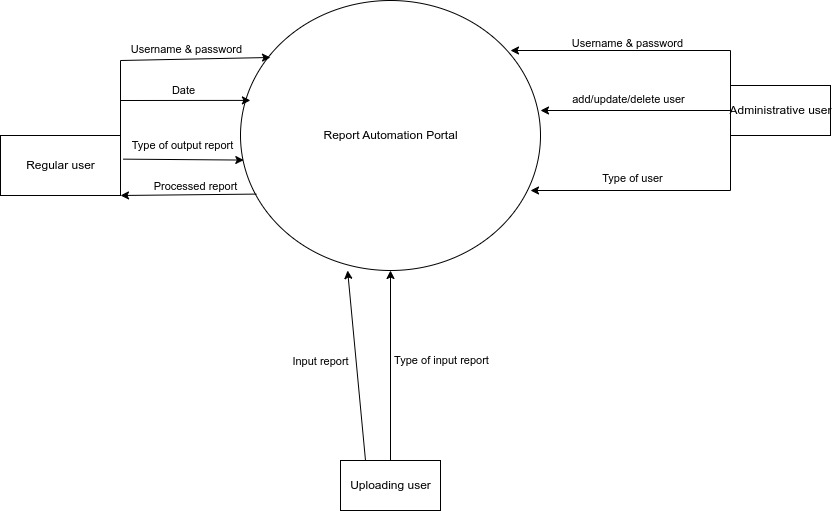 Username & password
Date
Type of output report
Processed report
Regular user
Report Automation Portal
Username & password
add/update/delete user
Type of user
Administrative user
Input report
Type of input report
Uploading user